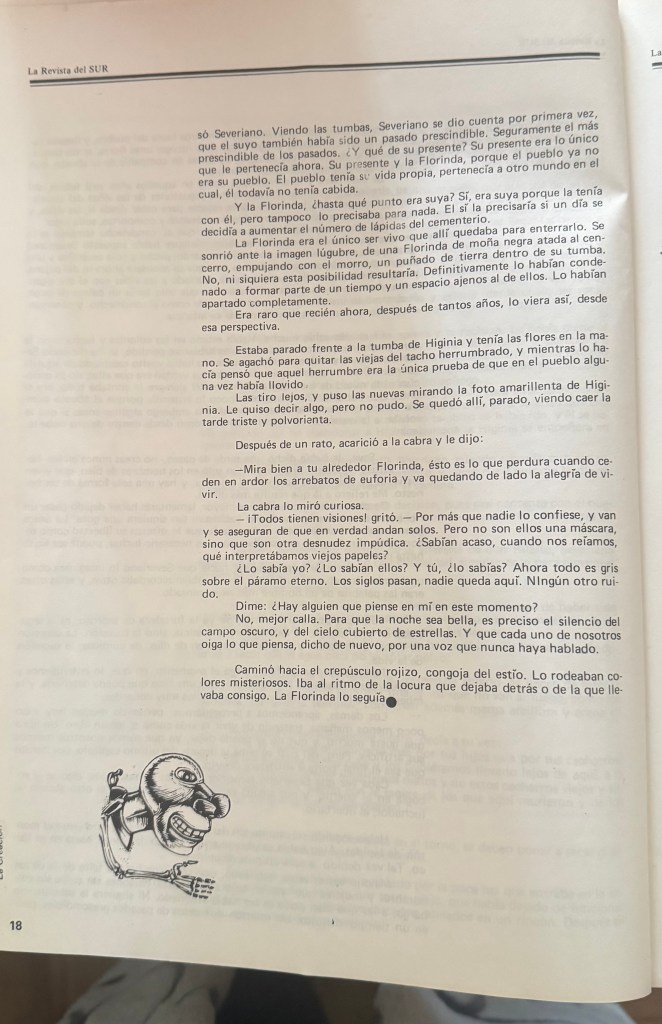 La Revista del SUR
La
só Severiano. Viendo las tumbas, Severiano se dio cuenta por primera vez,
que el suyo también había sido un pasado prescindible. Seguramente el más
prescindible de los pasados. ¿Y qué de su presente? Su presente era lo único
que le pertenecía ahora. Su presente y la Florinda, porque el pueblo ya no
era su pueblo. El pueblo tenía su vida propia, pertenecía a otro mundo en el
cual, él todavía no tenía cabida.
Y la Florinda, ¿hasta qué punto era suya? Sí, era suya porque la tenía
con él, pero tampoco lo precisaba para nada. El sí la precisaría si un día se
decidía a aumentar el número de lápidas del cementerio.
La Florinda era el único ser vivo que allí quedaba para enterrarlo. Se
sonrió ante la imagen lúgubre, de una Florinda de moña negra atada al cen-
cerro, empujando con el morro, un puñado de tierra dentro de su tumba.
No, ni siquiera esta posibilidad resultaría. Definitivamente lo habían conde-
nado a formar parte de un tiempo y un espacio ajenos al de ellos. Lo habían
apartado completamente.
Era raro que recién ahora, después de tantos años, lo viera así, desde
esa perspectiva.
Estaba parado frente a la tumba de Higinia y tenía las flores en la ma-
no. Se agachó para quitar las viejas del tacho herrumbrado, y mientras lo ha-
cía pensó que aquel herrumbre era la única prueba de que en el pueblo algu-
na vez había llovido
Las tiro lejos, y puso las nuevas mirando la foto amarillenta de Higi-
nia. Le quiso decir algo, pero no pudo. Se quedó allí, parado, viendo caer la
tarde triste y polvorienta.
Después de un rato, acarició a la cabra y le dijo:
—Mira bien a tu alrededor Florinda, ésto es lo que perdura cuando ce-
den en ardor los arrebatos de euforia y va quedando de lado la alegría de vi-
vir.
La cabra lo miró curiosa.
— ¡Todos tienen visiones! gritó. — Por más que nadie lo confiese, y van
y se aseguran de que en verdad andan solos. Pero no son ellos una máscara,
sino que son otra desnudez impúdica. ¿Sabían acaso, cuando nos reíamos,
qué interpretábamos viejos papeles?
¿Lo sabía yo? ¿Lo sabían ellos? Y tú, ¿lo sabías? Ahora todo es gris
sobre el páramo eterno. Los siglos pasan, nadie queda aquí. NIngún otro rui-
do.
Dime: ¿Hay alguien que piense en mí en este momento?
No, mejor calla. Para que la noche sea bella, es preciso el silencio del
campo oscuro, y del cielo cubierto de estrellas. Y que cada uno de nosotros
oiga lo que piensa, dicho de nuevo, por una voz que nunca haya hablado.
Caminó hacia el crepúsculo rojizo, congoja del estío. Lo rodeaban co-
lores misteriosos. Iba al ritmo de la locura que dejaba detrás o de la que lle-
vaba consigo. La Florinda lo seguía
18